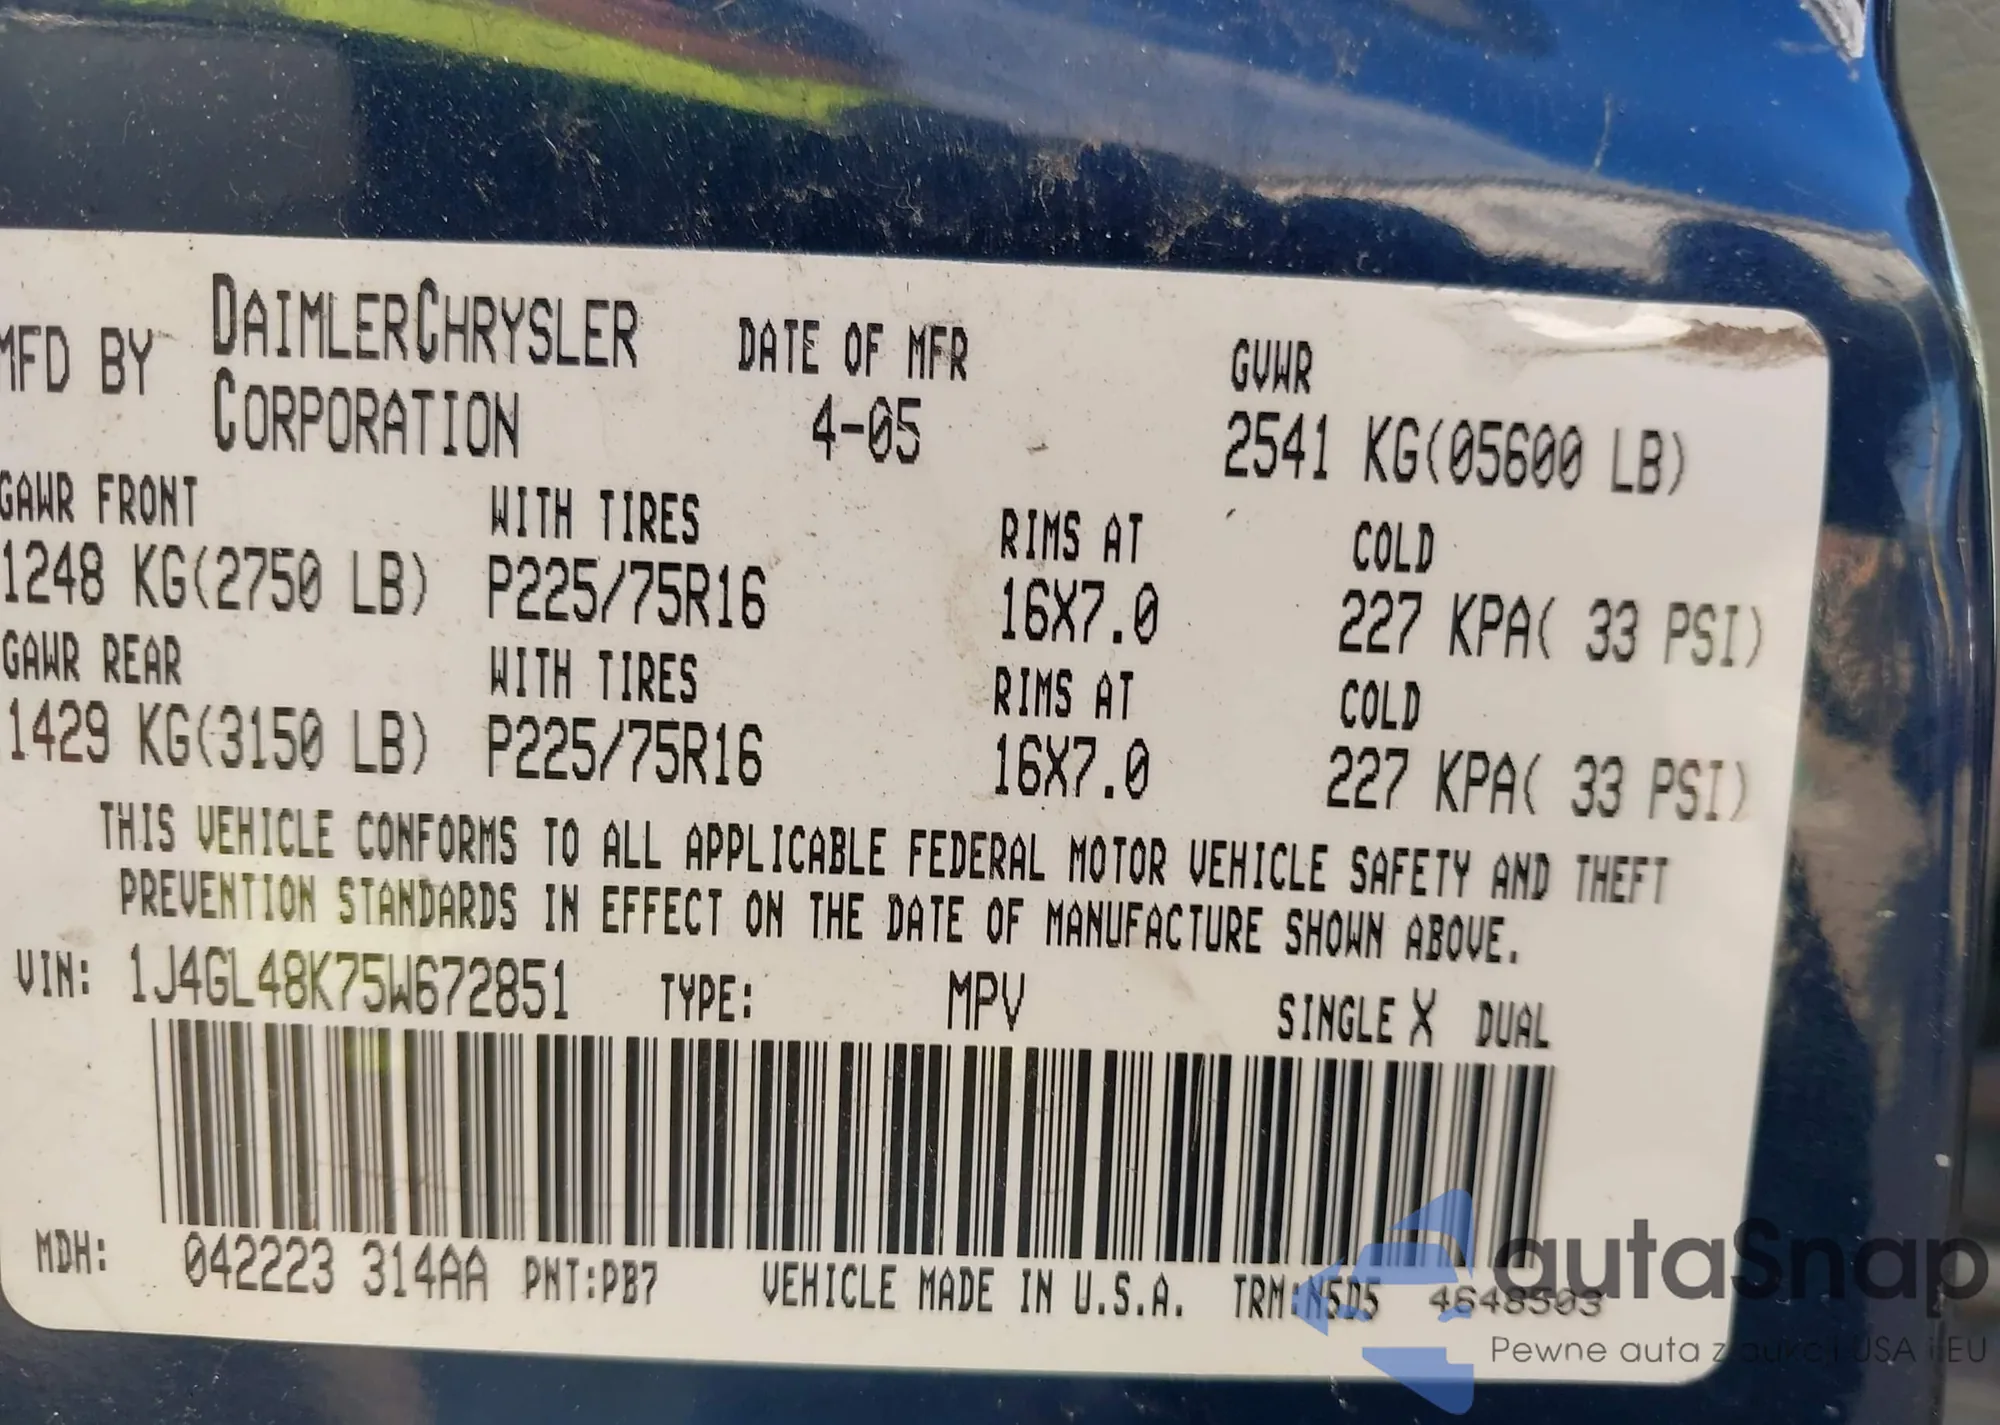 MFD BY DAIMLERCHRYSLER CORPORATION DATE OF MFR 4-05 GVWR 2541 KG(05600 LB)
GAWR FRONT WITH TIRES RIMS AT COLD
1248 KG(2750 LB) P225/75R16 16X7.0 227 KPA( 33 PSI)
GAWR REAR WITH TIRES RIMS AT COLD
1429 KG(3150 LB) P225/75R16 16X7.0 227 KPA( 33 PSI)
THIS VEHICLE CONFORMS TO ALL APPLICABLE FEDERAL MOTOR VEHICLE SAFETY AND THEFT
PREVENTION STANDARDS IN EFFECT ON THE DATE OF MANUFACTURE SHOWN ABOVE.
VIN: 1J4GL48K75W672851 TYPE: MPV SINGLE X DUAL
MDH: 042223 314AA PNT:PB7 VEHICLE MADE IN U.S.A. TRM: 4648503
autaSnap
Pewne auta z USA i EU